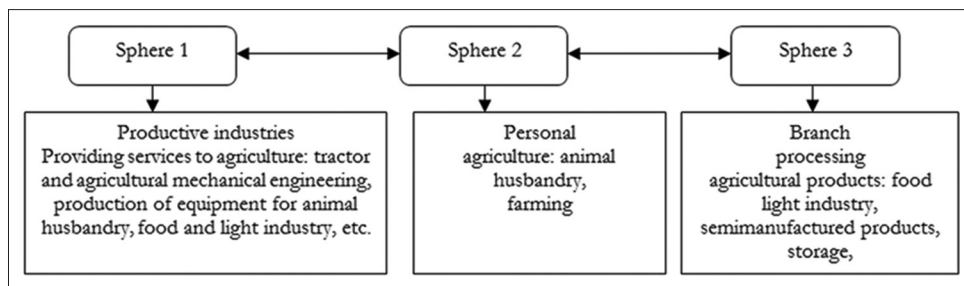 Sphere 1
Sphere 2
Sphere 3
Productive industries
Providing services to agriculture: tractor
and agricultural mechanical engineering,
production of equipment for animal
husbandry, food and light industry, etc.
Personal
agriculture: animal
husbandry,
farming
Branch
processing
agricultural products: food
light industry,
semimanufactured products,
storage,